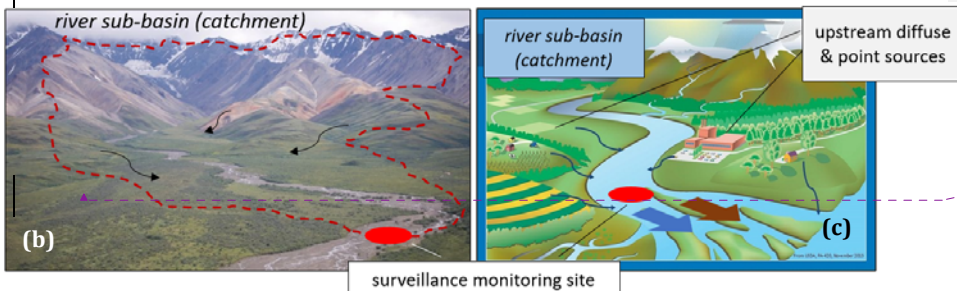 river sub-basin (catchment)
river sub-basin
(catchment)
upstream diffuse
& point sources
(b)
(c)
surveillance monitoring site